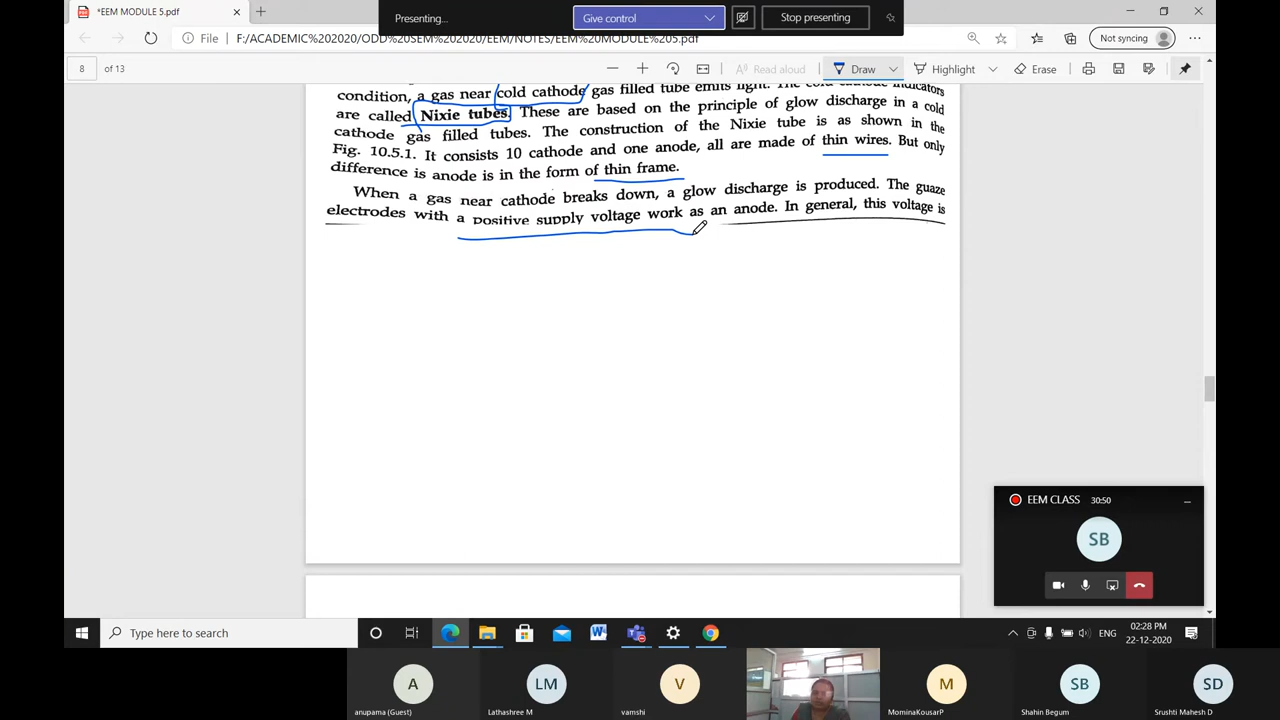 *EEM MODULE 5.pdf
Presenting...
Give control
Stop presenting
File
F:/ACADEMIC%202020/ODD%20SEM%202020/EEM/NOTES/EEM%20MODULE%205.pdf
Not syncing
8
of 13
Read aloud
Draw
Highlight
Erase
condition, a gas near cold cathode gas filled tube emits light. The cold cathode indicators
are called Nixie tubes. These are based on the principle of glow discharge in a cold
cathode gas filled tubes. The construction of the Nixie tube is as shown in the
Fig. 10.5.1. It consists 10 cathode and one anode, all are made of thin wires. But only
difference is anode is in the form of thin frame.
When a gas near cathode breaks down, a glow discharge is produced. The guaze
electrodes with a positive supply voltage work as an anode. In general, this voltage is
EEM CLASS
30:50
SB
Type here to search
ENG
02:28 PM
22-12-2020
A
LM
V
M
SB
SD
anupama (Guest)
Lathashree M
vamshi
MominaKousarP
Shahin Begum
Srushti Mahesh D